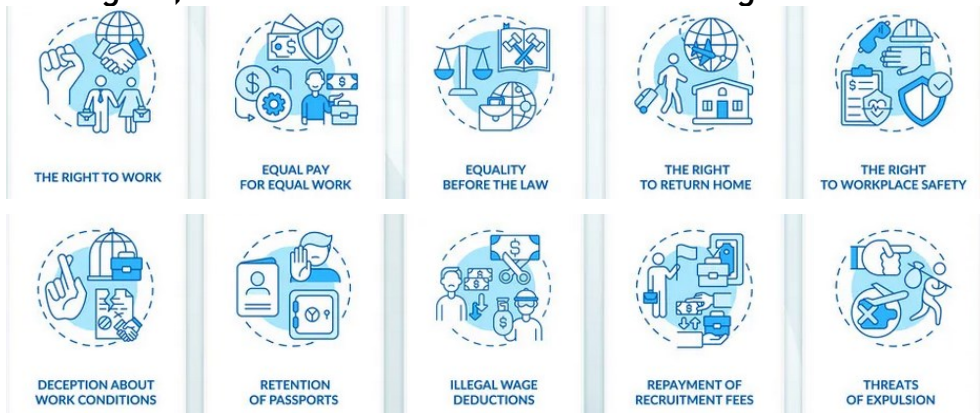 THE RIGHT TO WORK
EQUAL PAY
FOR EQUAL WORK
EQUALITY
BEFORE THE LAW
THE RIGHT
TO RETURN HOME
THE RIGHT
TO WORKPLACE SAFETY
DECEPTION ABOUT
WORK CONDITIONS
RETENTION
OF PASSPORTS
ILLEGAL WAGE
DEDUCTIONS
REPAYMENT OF
RECRUITMENT FEES
THREATS
OF EXPULSION